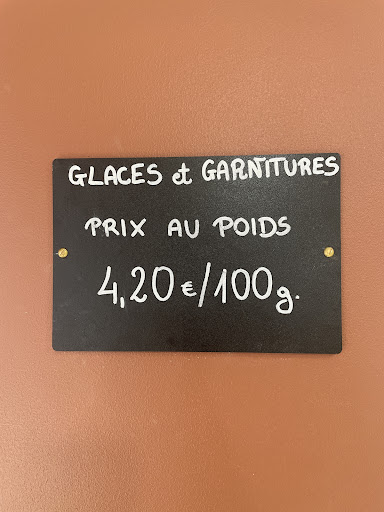 GLACES et GARNITURES
PRIX AU POIDS
4,20 €/100g.